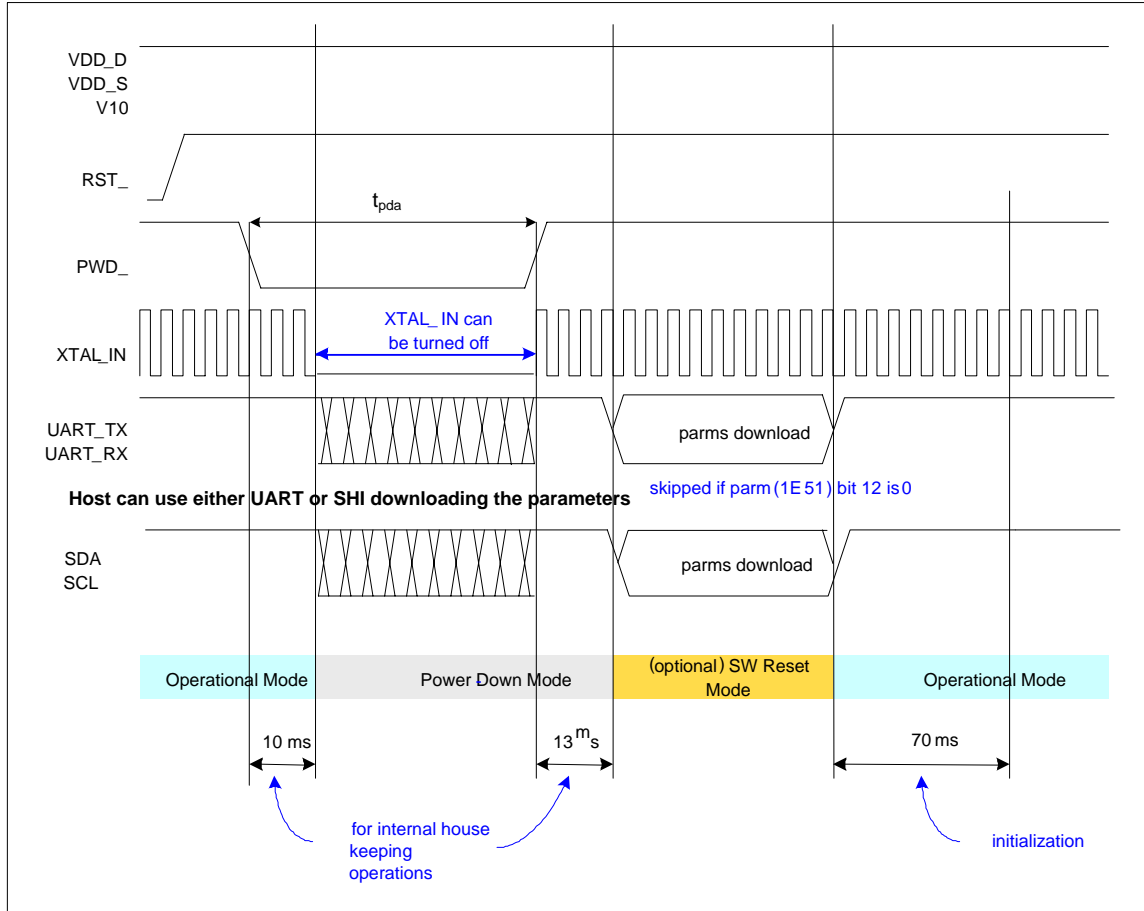 VDD_D
VDD_S
V10
RST_
tpda
PWD_
XTAL_IN can
be turned off
XTAL_IN
UART_TX
UART_RX
parms download
Host can use either UART or SHI downloading the parameters
skipped if parm (1E 51) bit 12 is 0
SDA
SCL
parms download
Operational Mode
Power-Down Mode
(optional) SW Reset
Mode
Operational Mode
10 ms
13 ms
70 ms
for internal house
keeping
operations
initialization